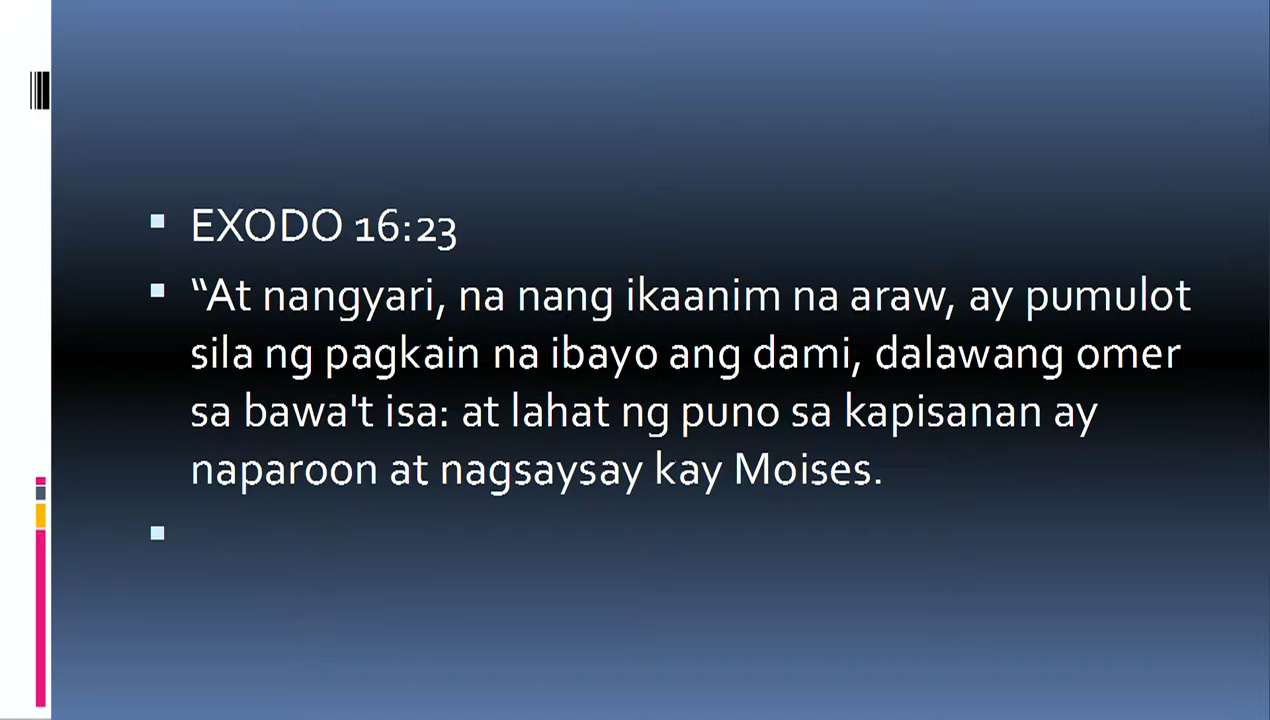 EXODO 16:23
“At nangyari, na nang ikaanim na araw, ay pumulot
sila ng pagkain na ibayo ang dami, dalawang omer
sa bawa't isa: at lahat ng puno sa kapisanan ay
naparoon at nagsaysay kay Moises.